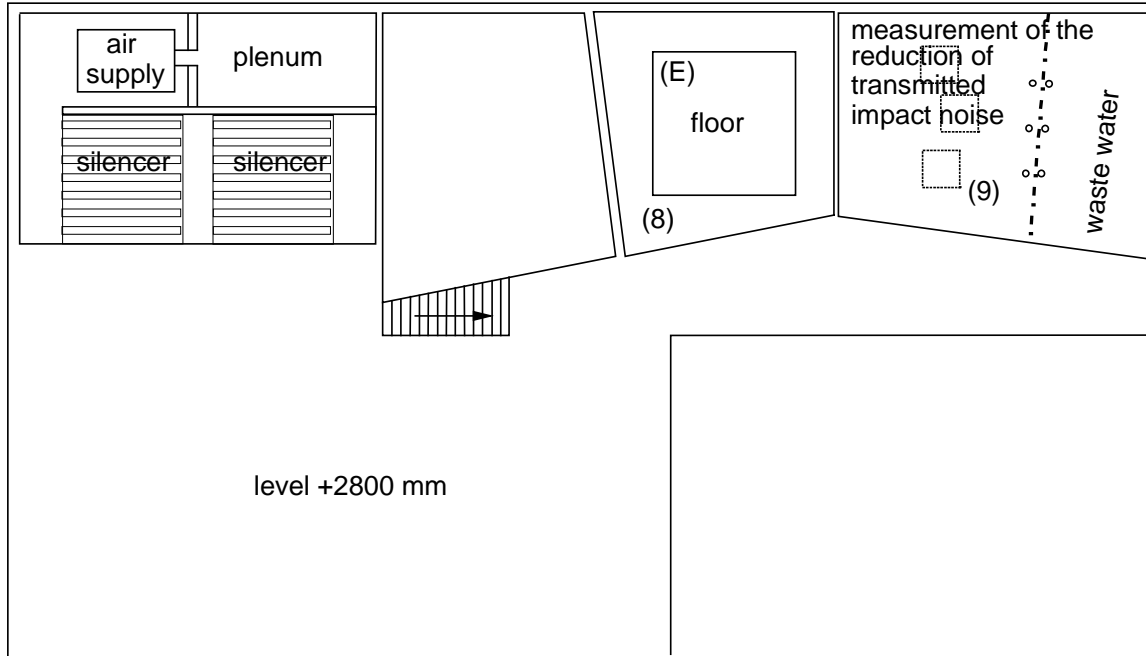 air
supply
plenum
silencer
silencer
(E)
floor
(8)
measurement of the
reduction of
transmitted
impact noise
(9)
waste water
level +2800 mm